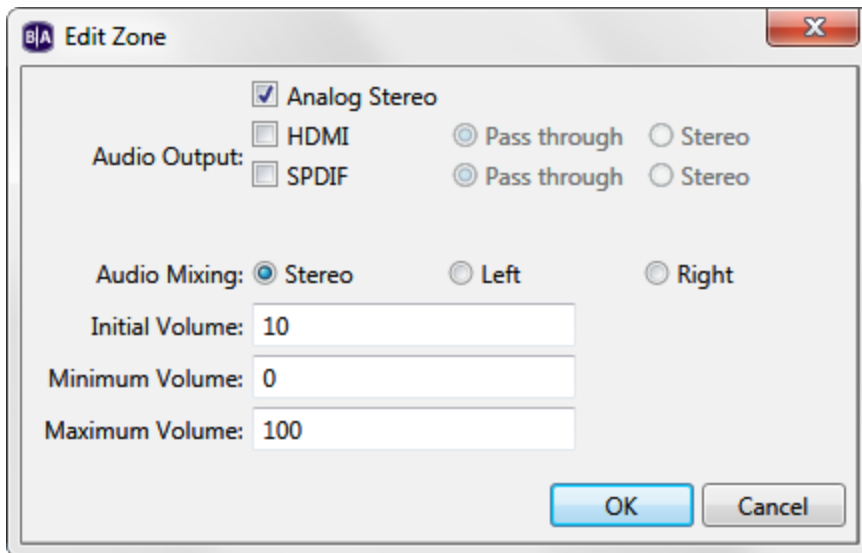 B|A Edit Zone
Analog Stereo
Audio Output: HDMI Pass through Stereo
SPDIF Pass through Stereo
Audio Mixing: Stereo Left Right
Initial Volume: 10
Minimum Volume: 0
Maximum Volume: 100
OK Cancel